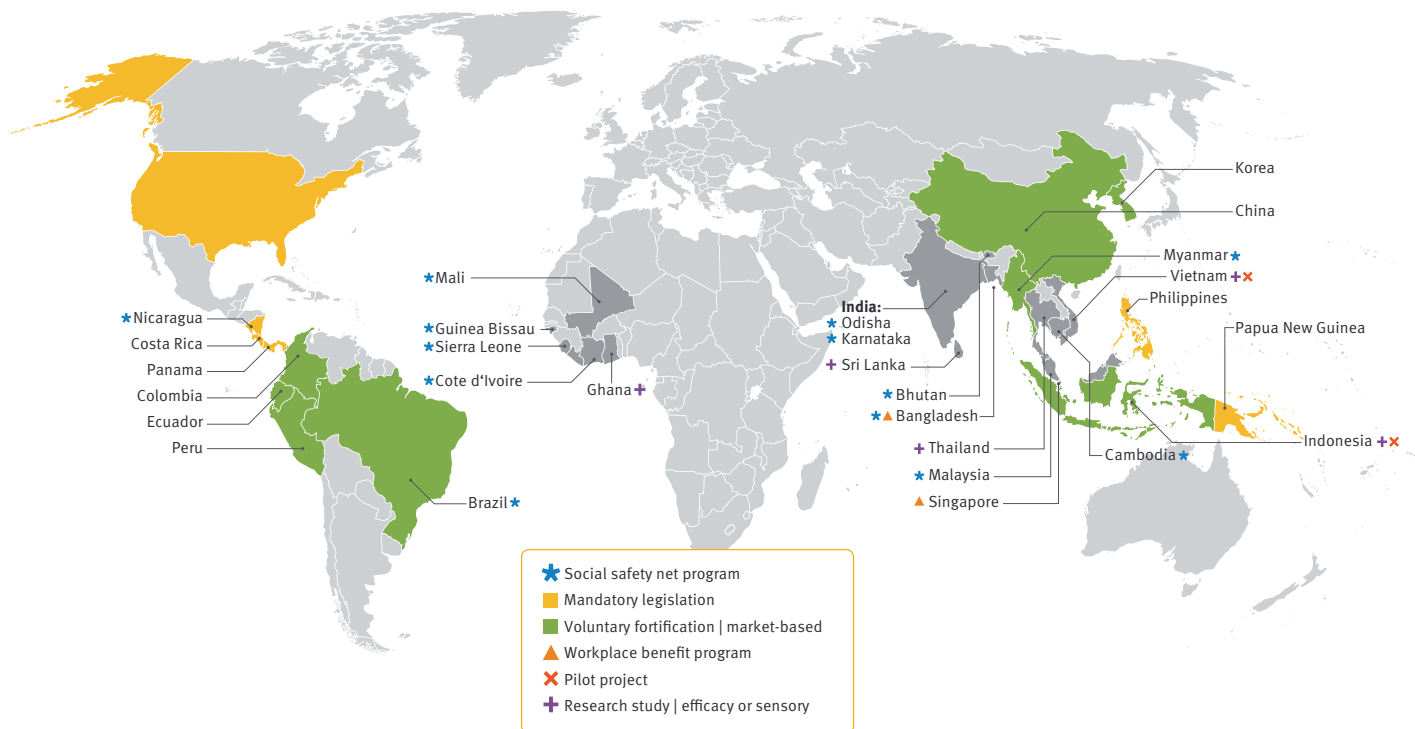 Korea
China
Myanmar
Vietnam
Philippines
Papua New Guinea
Indonesia
Cambodia
India:
Odisha
Karnataka
Sri Lanka
Bhutan
Bangladesh
Thailand
Malaysia
Singapore
Mali
Guinea Bissau
Sierra Leone
Cote d‘Ivoire
Ghana
Nicaragua
Costa Rica
Panama
Colombia
Ecuador
Peru
Brazil
Social safety net program
Mandatory legislation
Voluntary fortification | market-based
Workplace benefit program
Pilot project
Research study | efficacy or sensory